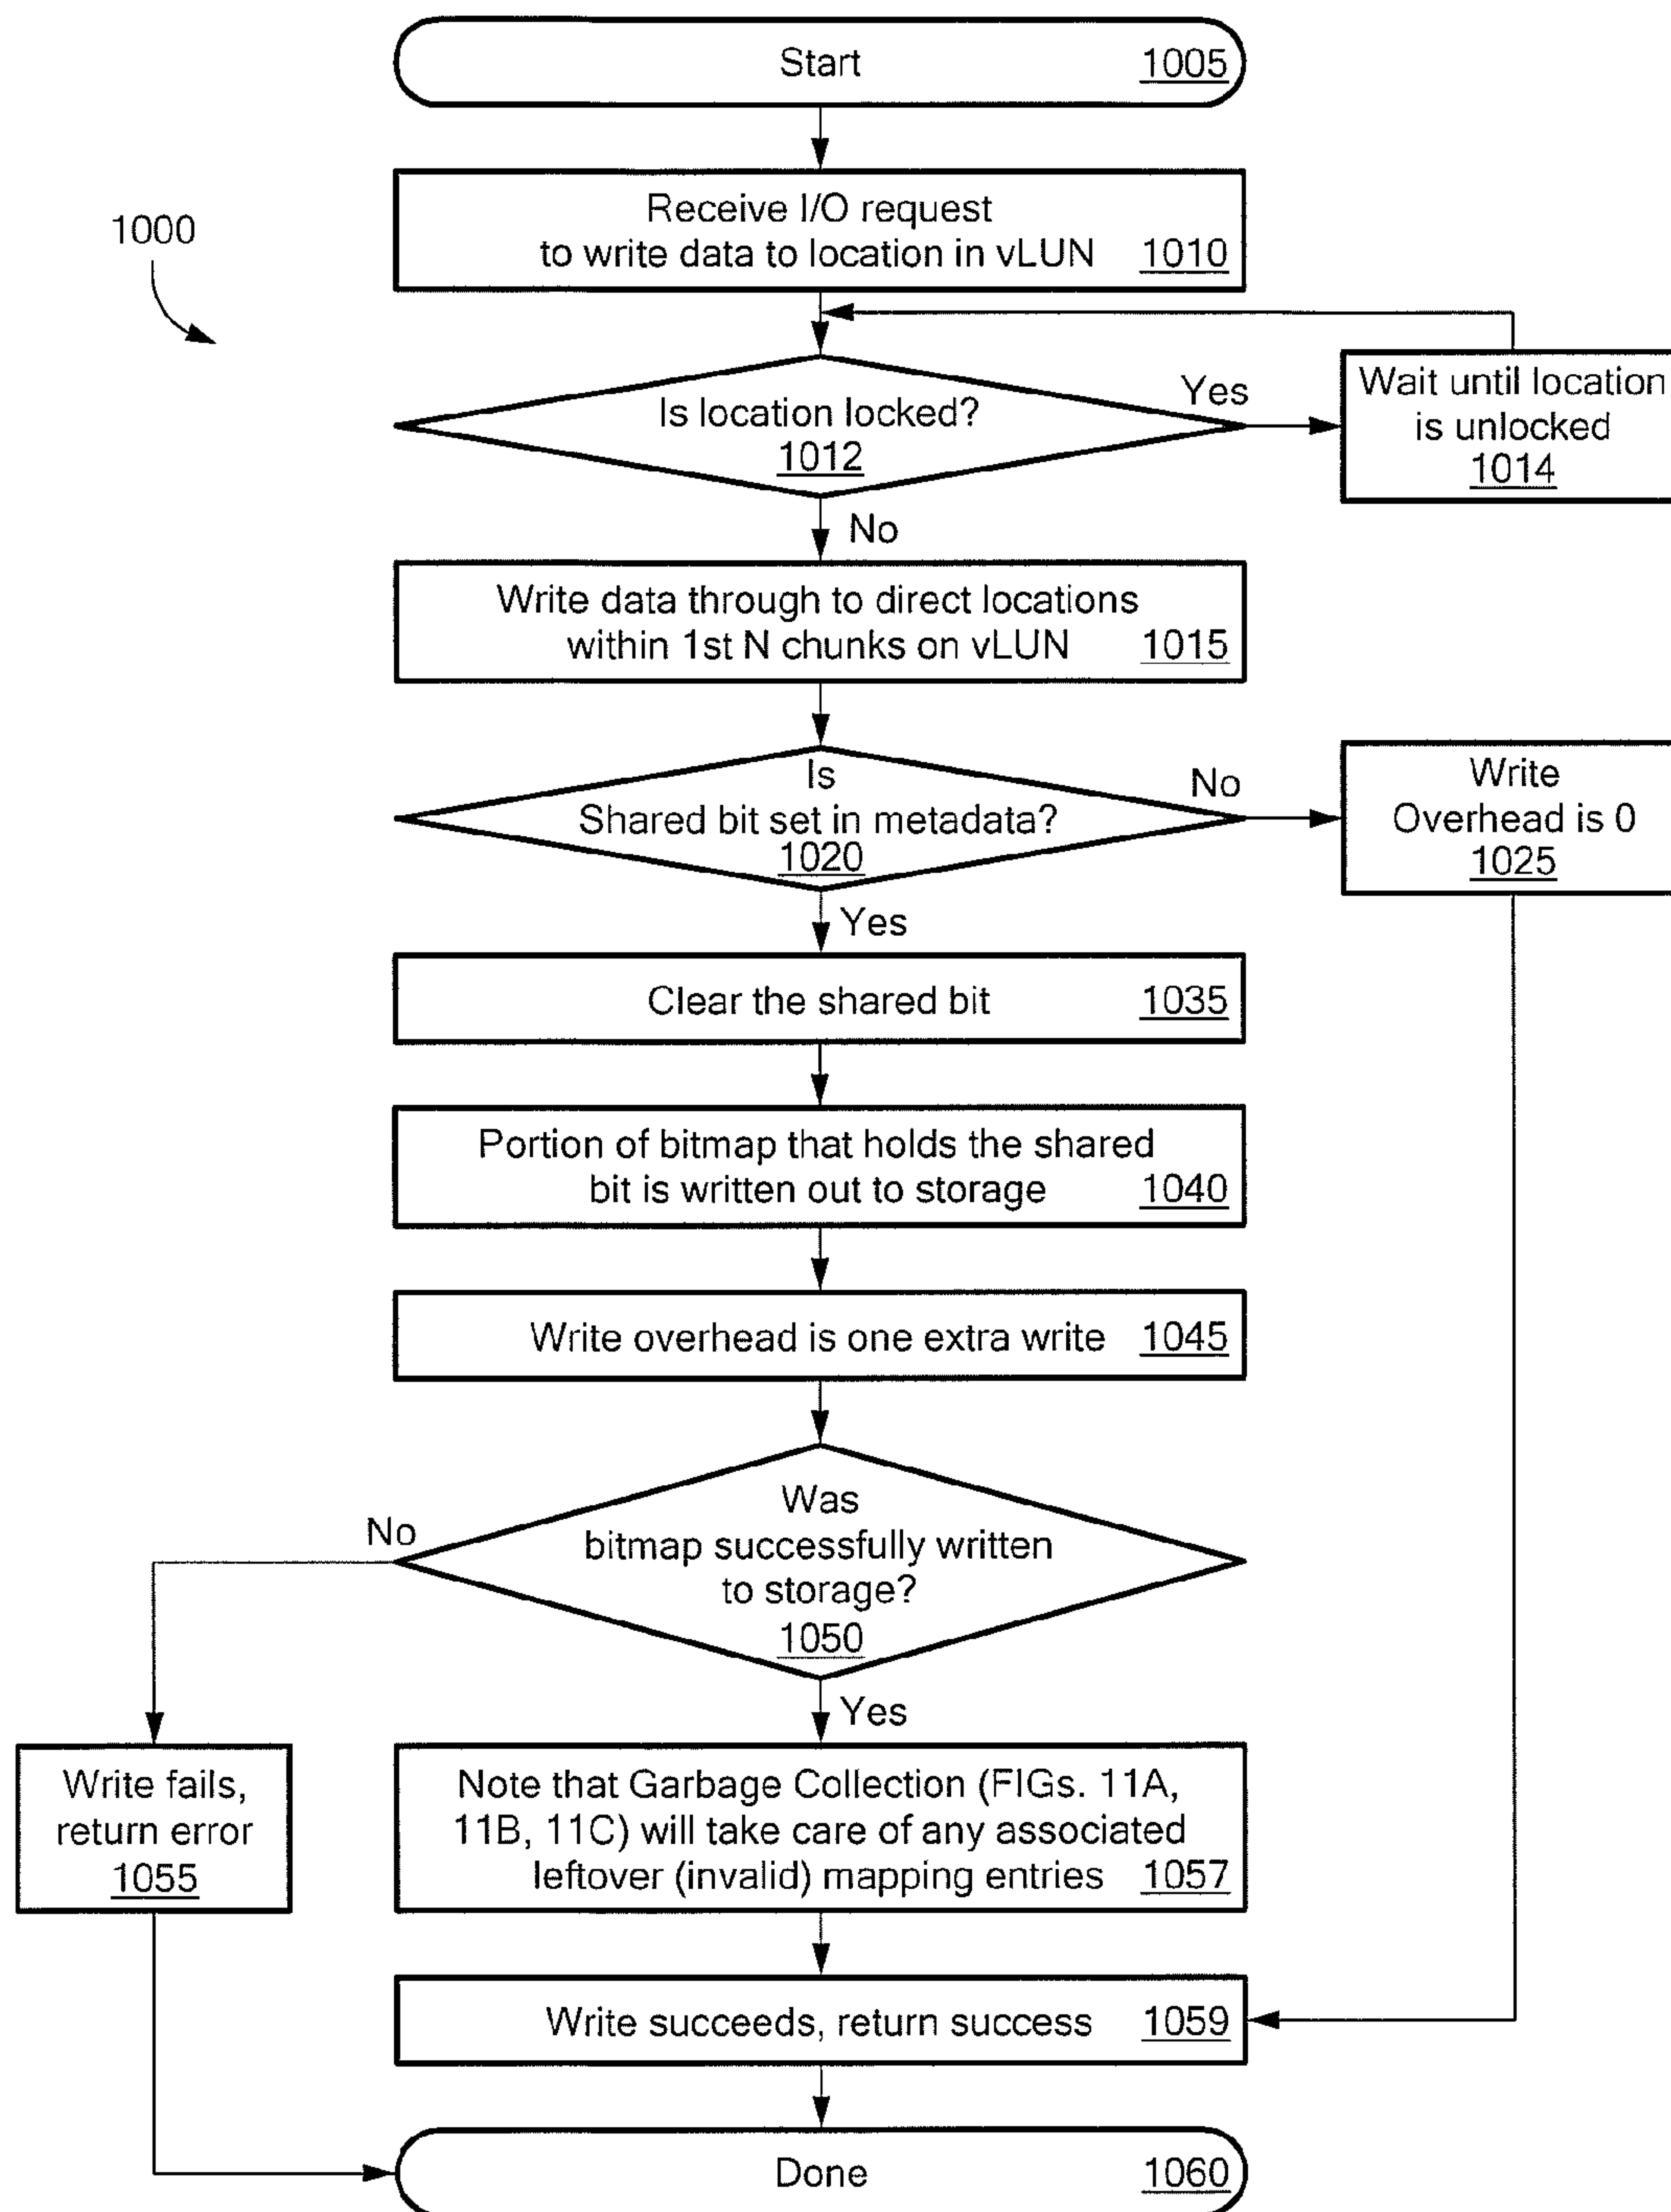 Start 1005
Receive I/O request
to write data to location in vLUN 1010
1000
Is location locked?
1012
Yes
Wait until location
is unlocked
1014
No
Write data through to direct locations
within 1st N chunks on vLUN 1015
Is
Shared bit set in metadata?
1020
No
Write
Overhead is 0
1025
Yes
Clear the shared bit 1035
Portion of bitmap that holds the shared
bit is written out to storage 1040
Write overhead is one extra write 1045
Was
bitmap successfully written
to storage?
1050
No
Yes
Write fails,
return error
1055
Note that Garbage Collection (FIGs. 11A,
11B, 11C) will take care of any associated
leftover (invalid) mapping entries 1057
Write succeeds, return success 1059
Done 1060